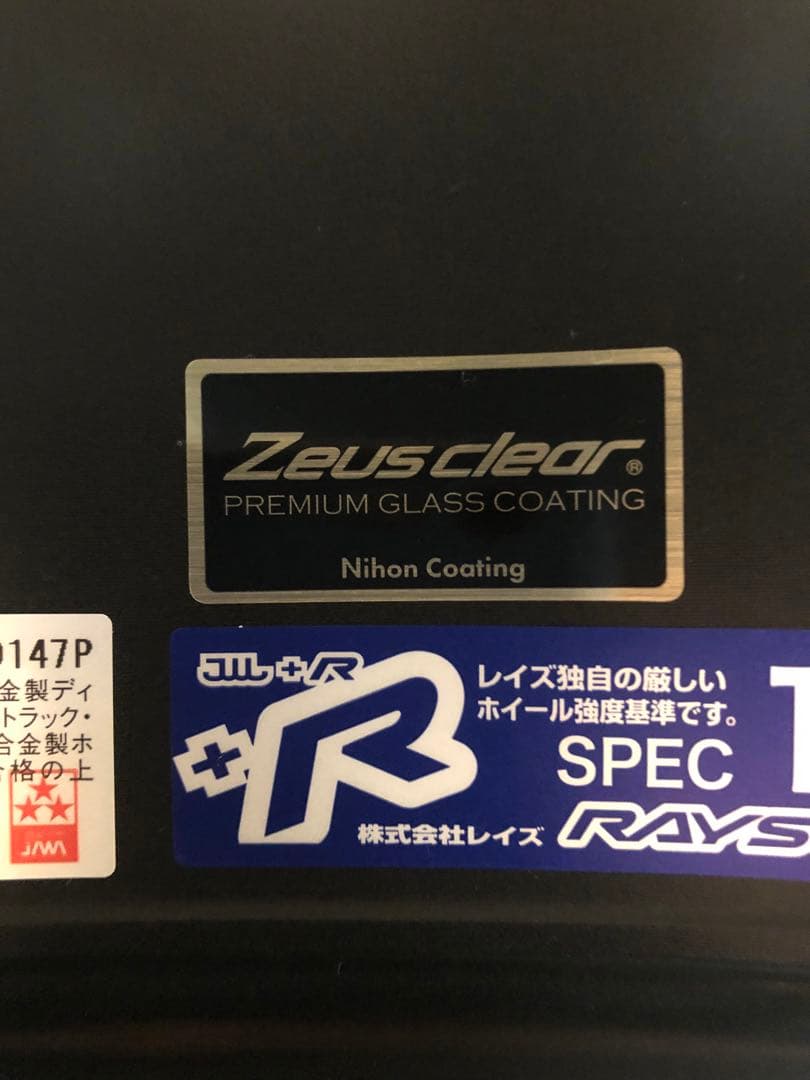 Zeusclear®
PREMIUM GLASS COATING
Nihon Coating
147P
金製ディ
トラック・
合金製ホ
格の上
JAWA
JWL+R
+R
レイズ独自の厳しい
ホイール強度基準です。
SPEC
株式会社レイズ
RAYS